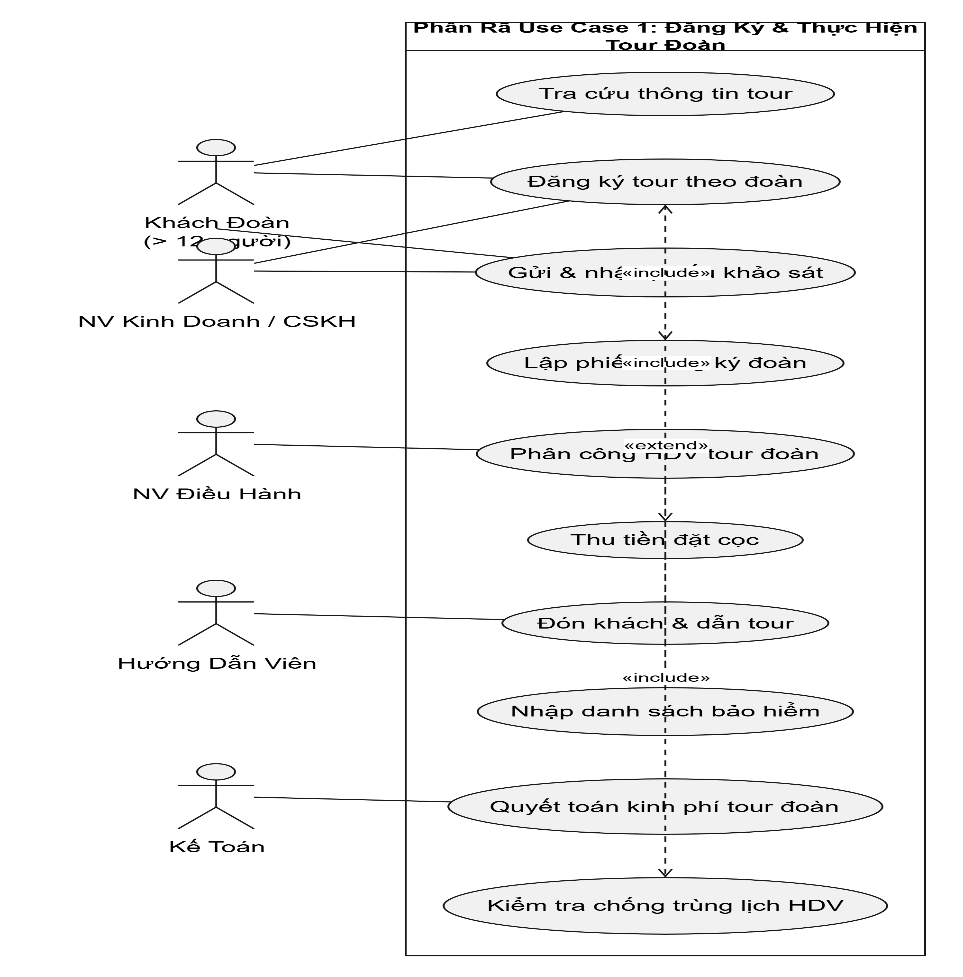 Phân Rã Use Case 1: Đăng Ký & Thực Hiện
Tour Đoàn
Tra cứu thông tin tour
Đăng ký tour theo đoàn
Khách Đoàn
(> 12 người)
Gửi & «include» khảo sát
NV Kinh Doanh / CSKH
Lập «include» ký đoàn
«extend»
Phân công HDV tour đoàn
NV Điều Hành
Thu tiền đặt cọc
Đón khách & dẫn tour
Hướng Dẫn Viên
«include»
Nhập danh sách bảo hiểm
Quyết toán kinh phí tour đoàn
Kế Toán
Kiểm tra chống trùng lịch HDV